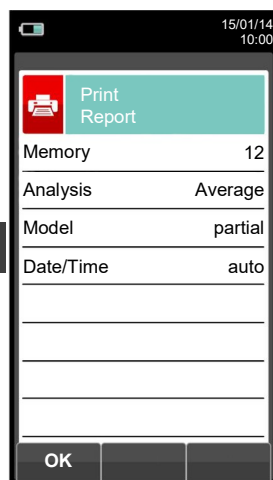 15/01/14
10:00
Print
Report
Memory 12
Analysis Average
Model partial
Date/Time auto
OK